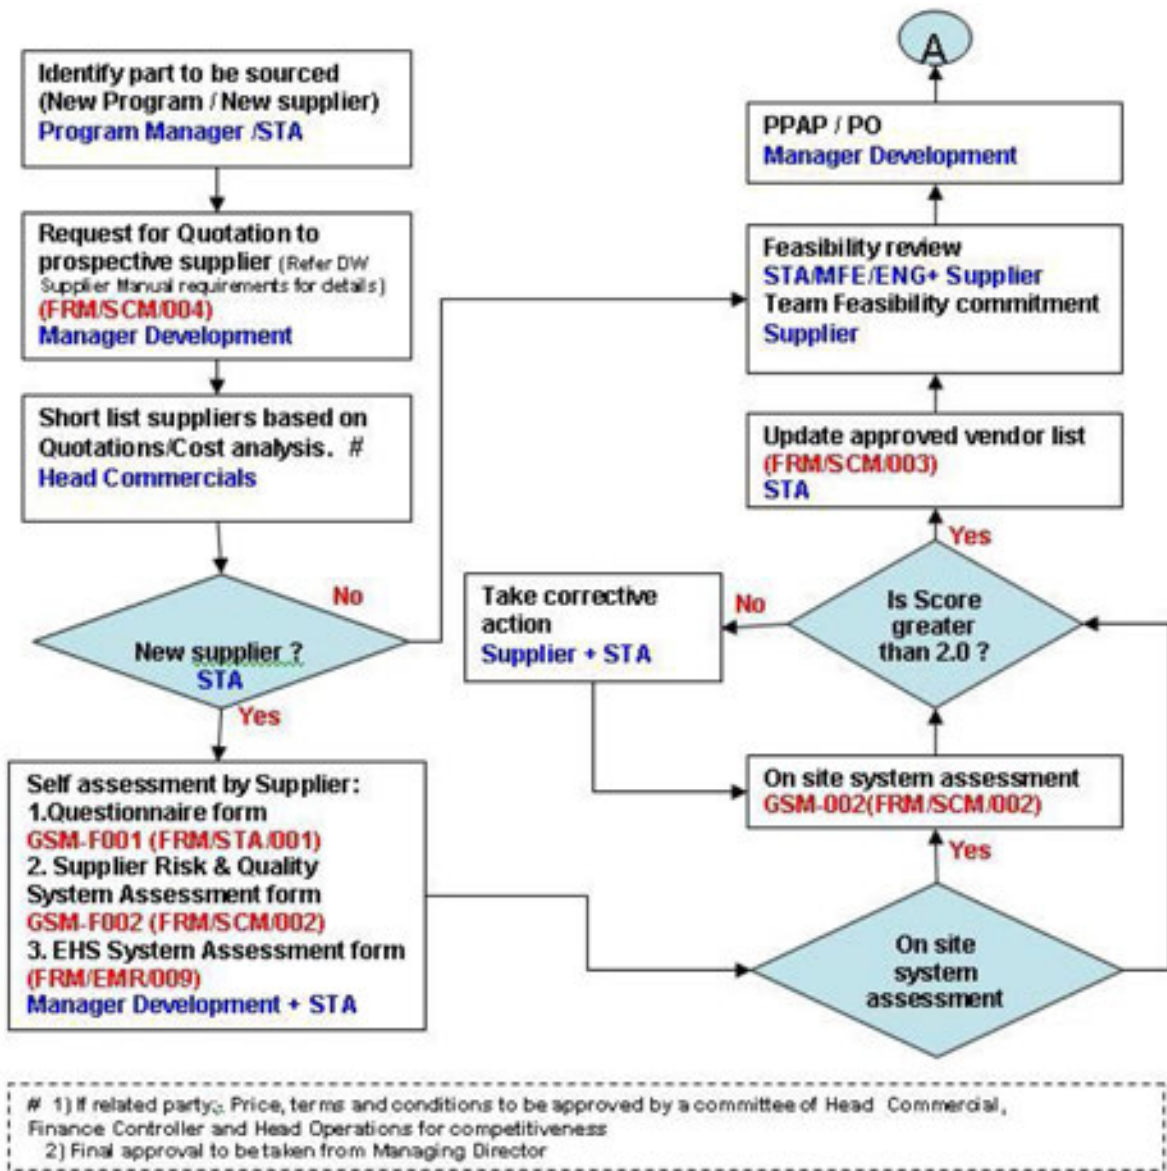 Identify part to be sourced
(New Program / New supplier)
Program Manager /STA
Request for Quotation to
prospective supplier (Refer DW
Supplier Manual requirements for details)
(FRM/SCM/004)
Manager Development
Short list suppliers based on
Quotations/Cost analysis. #
Head Commercials
No
New supplier ?
STA
Yes
Self assessment by Supplier:
1.Questionnaire form
GSM-F001 (FRM/STA/001)
2. Supplier Risk & Quality
System Assessment form
GSM-F002 (FRM/SCM/002)
3. EHS System Assessment form
(FRM/EMR/009)
Manager Development + STA
A
PPAP / PO
Manager Development
Feasibility review
STA/MFE/ENG+ Supplier
Team Feasibility commitment
Supplier
Update approved vendor list
(FRM/SCM/003)
STA
Yes
Take corrective
action
Supplier + STA
No
Is Score
greater
than 2.0 ?
On site system assessment
GSM-002(FRM/SCM/002)
Yes
On site
system
assessment
# 1) If related party,: Price, terms and conditions to be approved by a committee of Head Commercial,
Finance Controller and Head Operations for competitiveness
2) Final approval to be taken from Managing Director